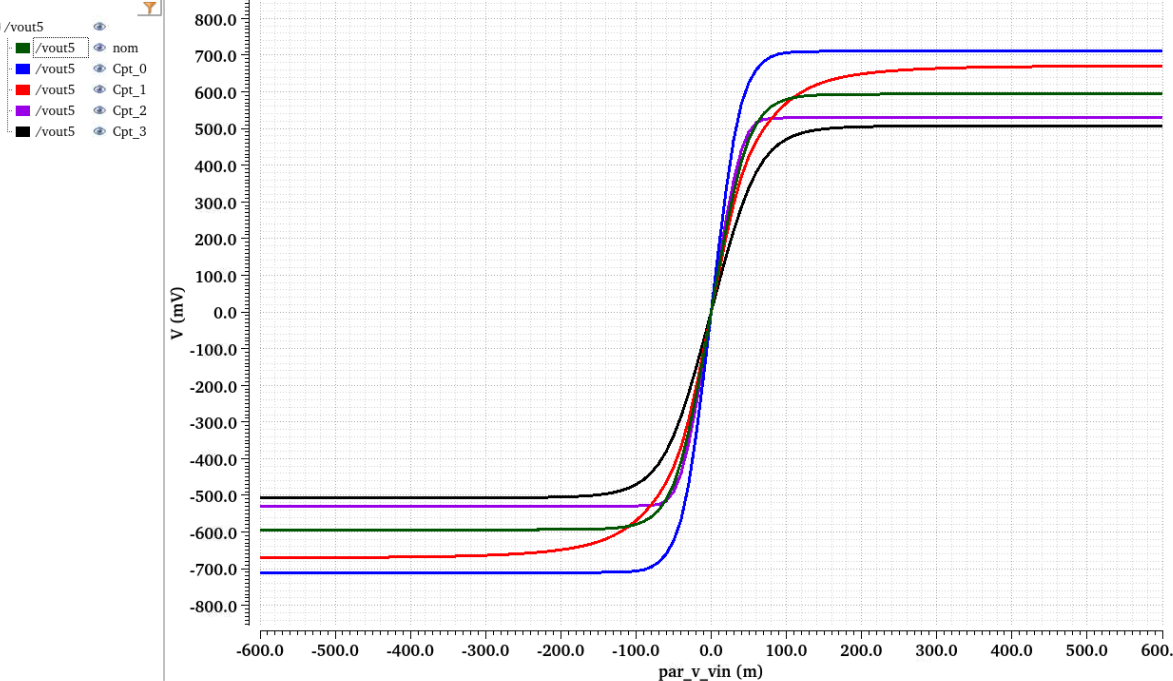 /vout5
/vout5 nom
/vout5 Cpt_0
/vout5 Cpt_1
/vout5 Cpt_2
/vout5 Cpt_3
800.0
700.0
600.0
500.0
400.0
300.0
200.0
100.0
0.0
-100.0
-200.0
-300.0
-400.0
-500.0
-600.0
-700.0
-800.0
V (mV)
-600.0 -500.0 -400.0 -300.0 -200.0 -100.0 0.0 100.0 200.0 300.0 400.0 500.0 600.
par_v_vin (m)